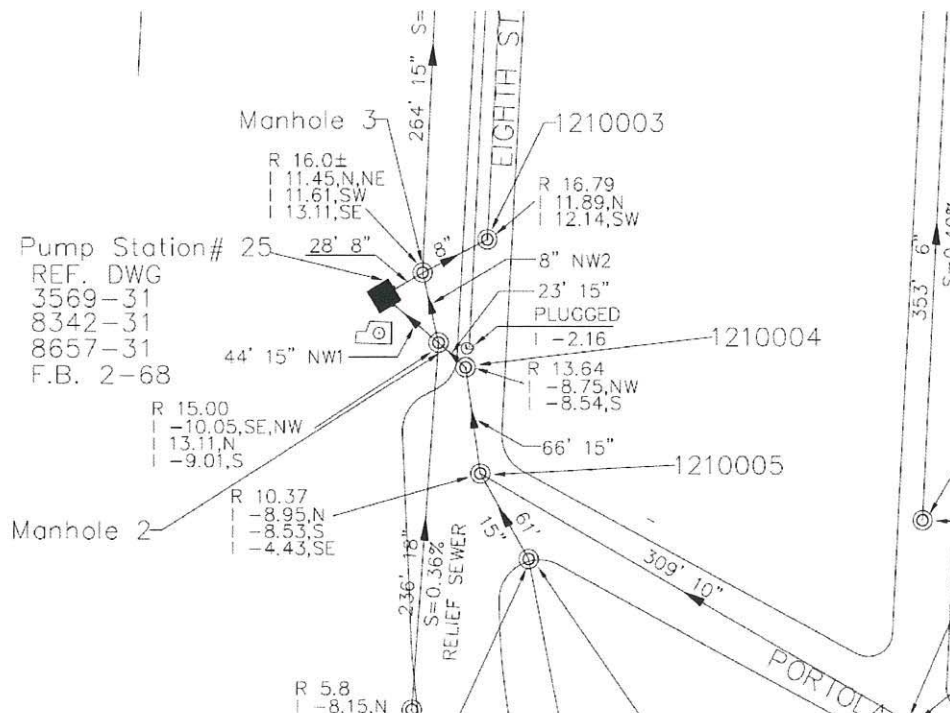 264' 15" S=
EIGHTH ST
Manhole 3
1210003
R 16.0±
I 11.45,N,NE
I 11.61,SW
I 13.11,SE
R 16.79
I 11.89,N
I 12.14,SW
Pump Station# 25
REF. DWG
3569-31
8342-31
8657-31
F.B. 2-68
28' 8"
8"
8" NW2
23' 15"
PLUGGED
I -2.16
353' 6"
44' 15" NW1
1210004
R 13.64
I -8.75,NW
I -8.54,S
R 15.00
I -10.05,SE,NW
I 13.11,N
I -9.01,S
66' 15"
1210005
Manhole 2
R 10.37
I -8.95,N
I -8.53,S
I -4.43,SE
61'
15"
236' 18"
S=0.36%
RELIEF SEWER
309' 10"
PORTOLA
R 5.8
I -8.15,N